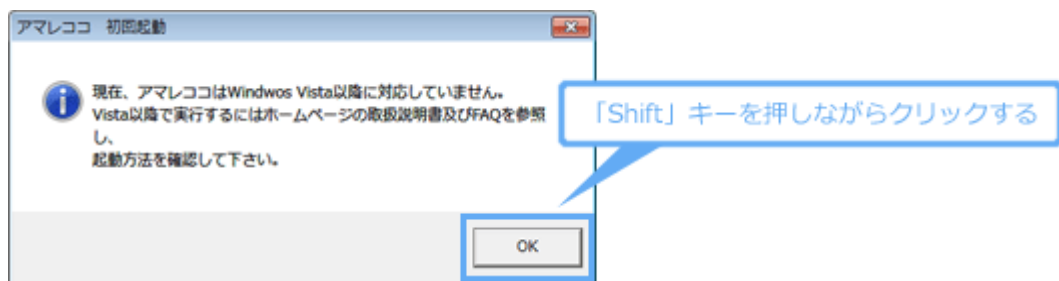 アマレココ 初回起動
現在、アマレココはWindwos Vista以降に対応していません。
Vista以降で実行するにはホームページの取扱説明書及びFAQを参照
し、
起動方法を確認して下さい。
「Shift」キーを押しながらクリックする
OK